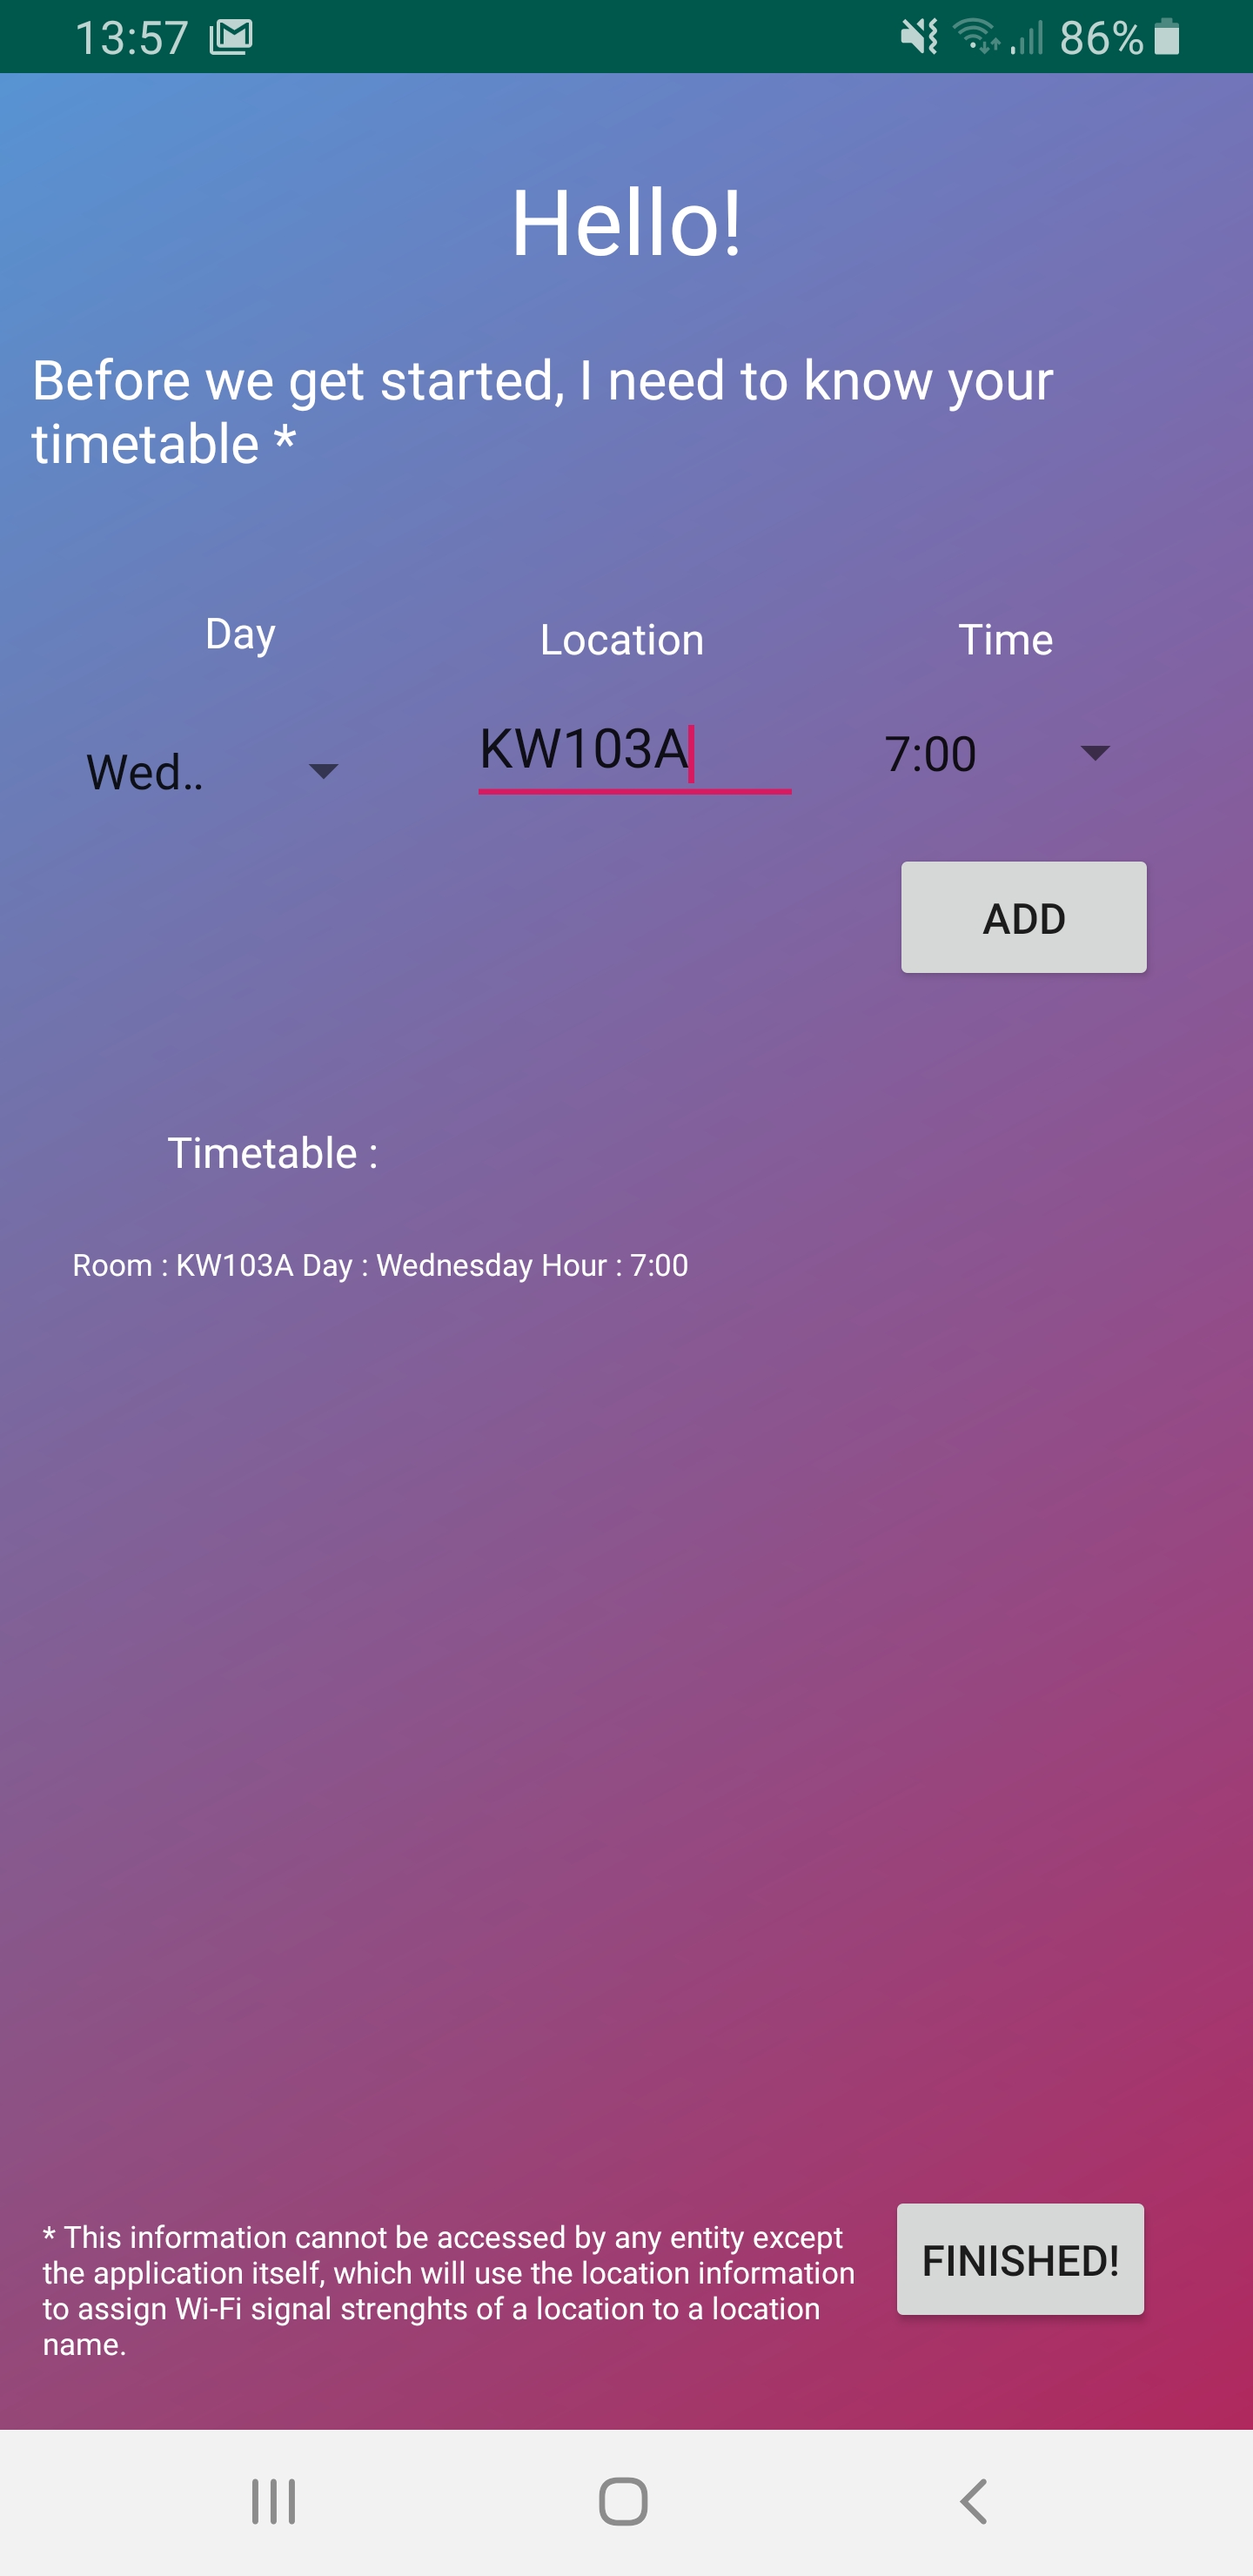 13:57 86%
Hello!
Before we get started, I need to know your
timetable *
Day Location Time
Wed.. KW103A 7:00
ADD
Timetable :
Room : KW103A Day : Wednesday Hour : 7:00
* This information cannot be accessed by any entity except
the application itself, which will use the location information
to assign Wi-Fi signal strenghts of a location to a location
name.
FINISHED!